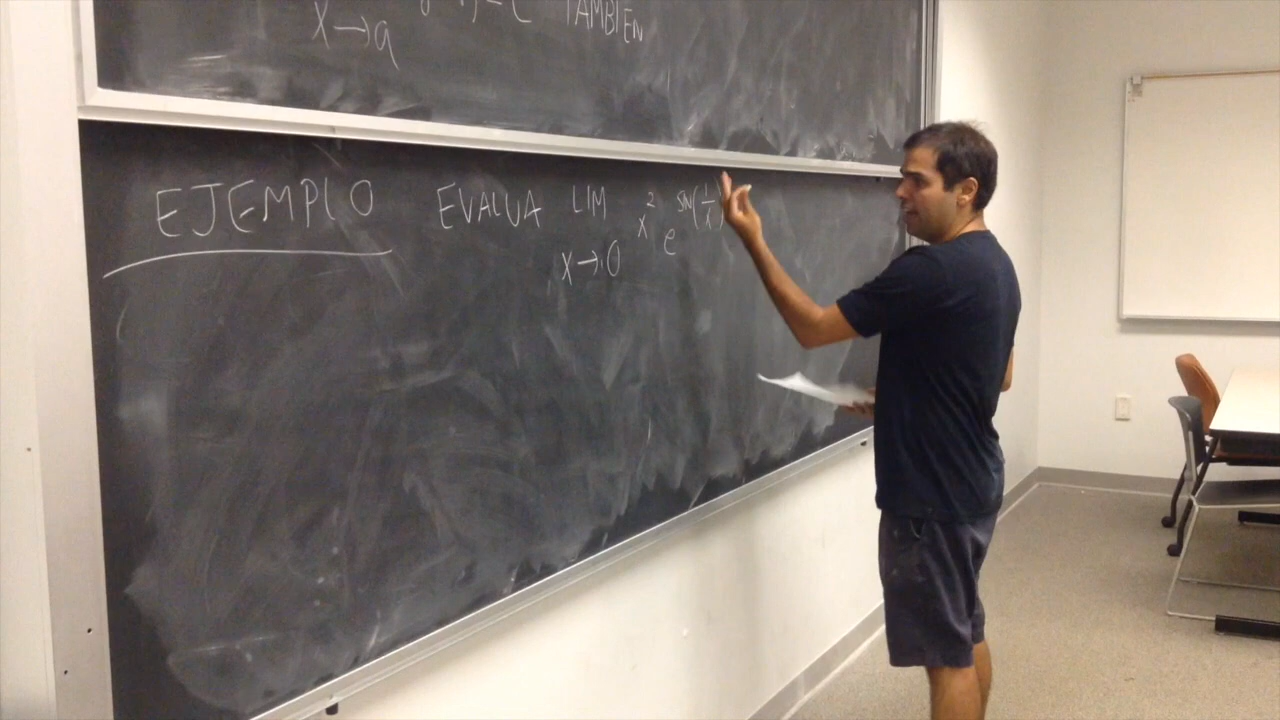 TAMBIEN
x→a
EJEMPLO EVALUA LIM x² e^sin(1/x)
x→0